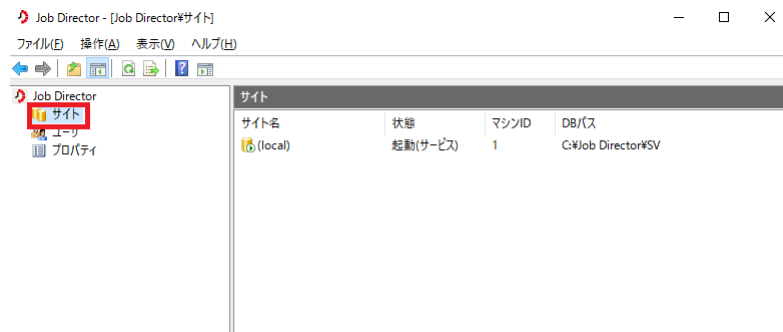 Job Director - [Job Director¥サイト]
ファイル(F) 操作(A) 表示(V) ヘルプ(H)
Job Director
サイト
ユーザ
プロパティ
サイト
サイト名 状態 マシンID DBパス
(local) 起動(サービス) 1 C:¥Job Director¥SV